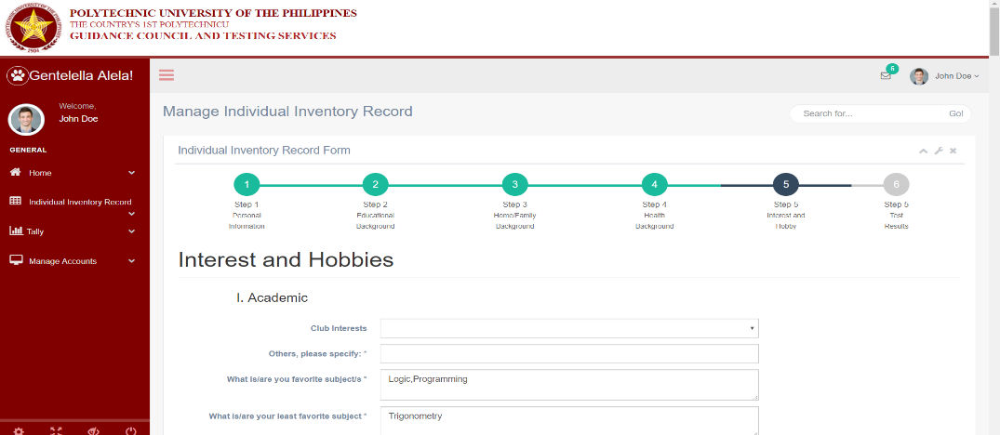 POLYTECHNIC UNIVERSITY OF THE PHILIPPINES
THE COUNTRY'S 1ST POLYTECHNICU
GUIDANCE COUNCIL AND TESTING SERVICES
1904
Gentelella Alela!
6
John Doe
Welcome,
John Doe
Manage Individual Inventory Record
Search for...
Go!
GENERAL
Home
Individual Inventory Record
Tally
Manage Accounts
Individual Inventory Record Form
1 2 3 4 5 6
Step 1 Step 2 Step 3 Step 4 Step 5 Step 5
Personal Educational Home/Family Health Interest and Test
Information Background Background Background Hobby Results
Interest and Hobbies
I. Academic
Club Interests
Others, please specify: *
What is/are you favorite subject/s * Logic,Programming
What is/are your least favorite subject * Trigonometry